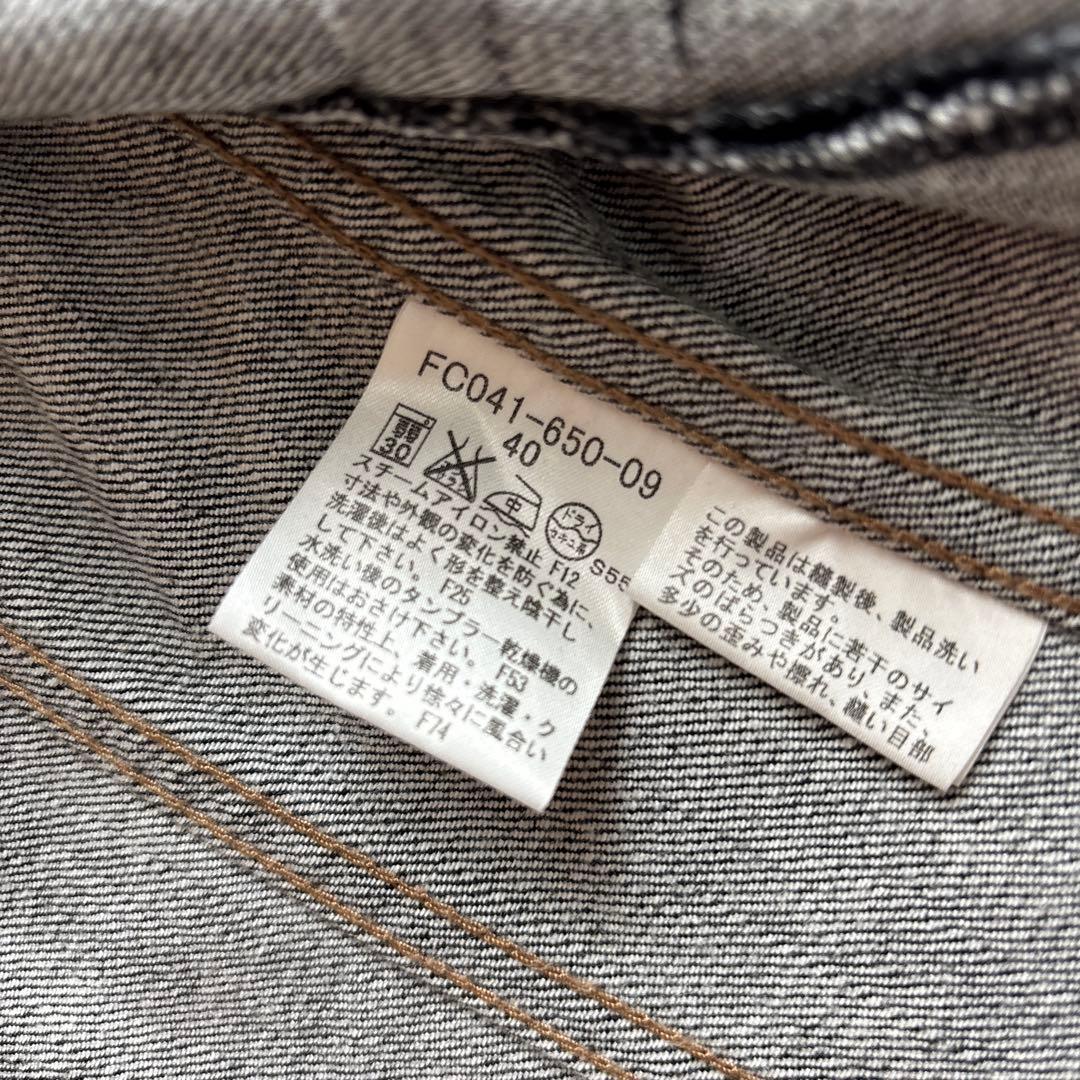 FC041-650-09
40
弱 30
中
ドライ
セキユ系
S55
スチームアイロン禁止 F12
寸法や外観の変化を防ぐ為に、
洗濯後はよく形を整え陰干し
して下さい。 F25
水洗い後のタンブラー乾燥機の
使用はおさけ下さい。 F53
素材の特性上、着用・洗濯・ク
リーニングにより徐々に風合い
変化が生じます。 F74
この製品は縫製後、製品洗い
を行っています。
そのため、製品に若干のサイ
ズのばらつきがあり、また、
多少の歪みや擦れ、縫い目部